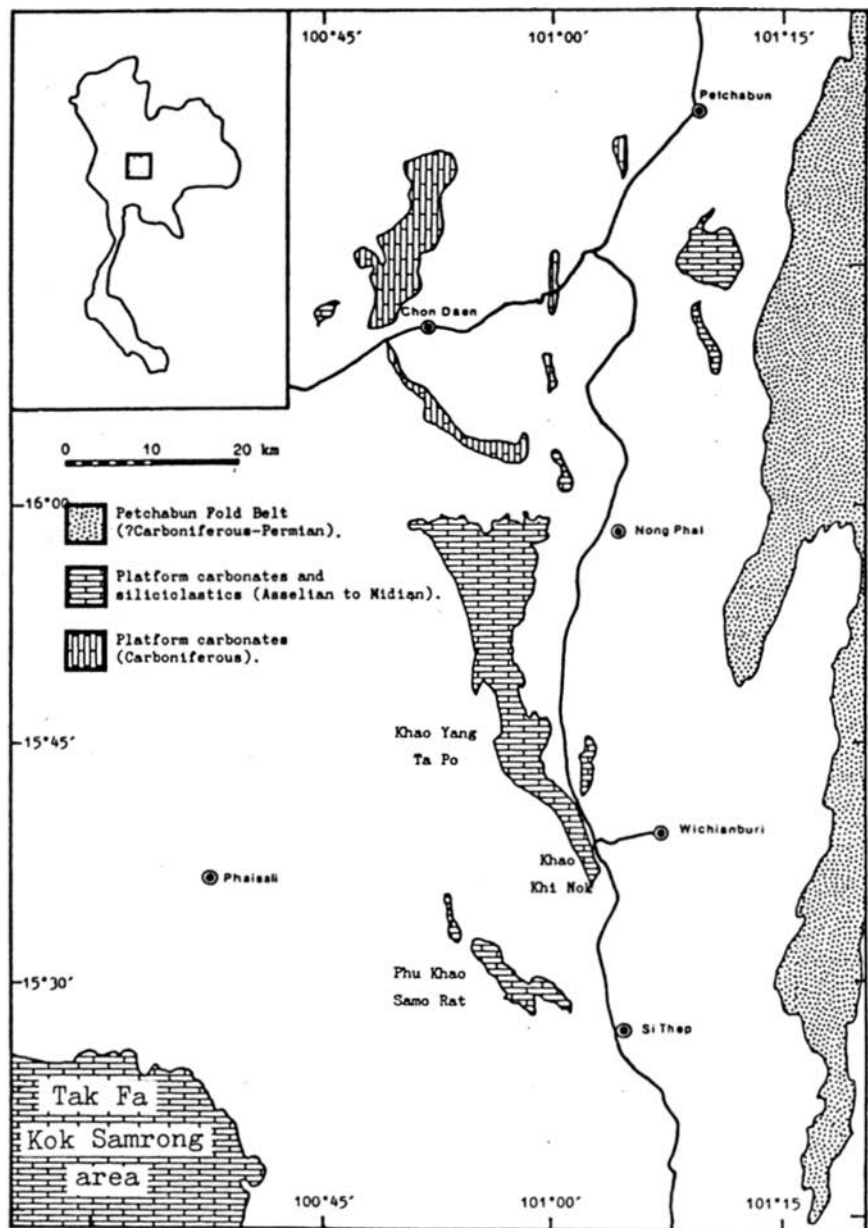 100°45'
101°00'
101°15'
Petchabun
Chon Daen
0 10 20 km
16°00
Petchabun Fold Belt
(?Carboniferous-Permian).
Nong Phai
Platform carbonates and
siliciclastics (Asselian to Midian).
Platform carbonates
(Carboniferous).
15°45'
Khao Yang
Ta Po
Wichianburi
Khao
Khi Nok
Phaisali
15°30'
Phu Khao
Samo Rat
Si Thep
Tak Fa
Kok Samrong
area
100°45'
101°00'
101°15'